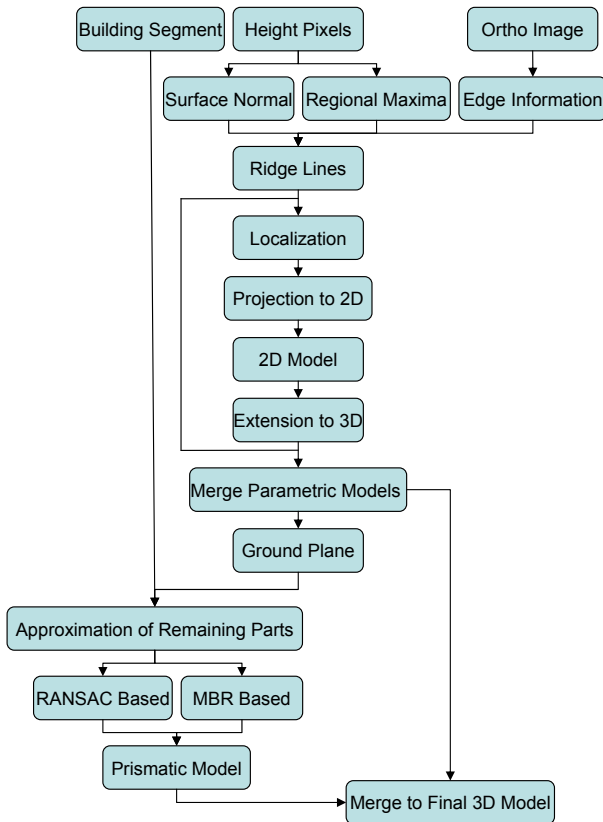 Building Segment
Height Pixels
Ortho Image
Surface Normal
Regional Maxima
Edge Information
Ridge Lines
Localization
Projection to 2D
2D Model
Extension to 3D
Merge Parametric Models
Ground Plane
Approximation of Remaining Parts
RANSAC Based
MBR Based
Prismatic Model
Merge to Final 3D Model